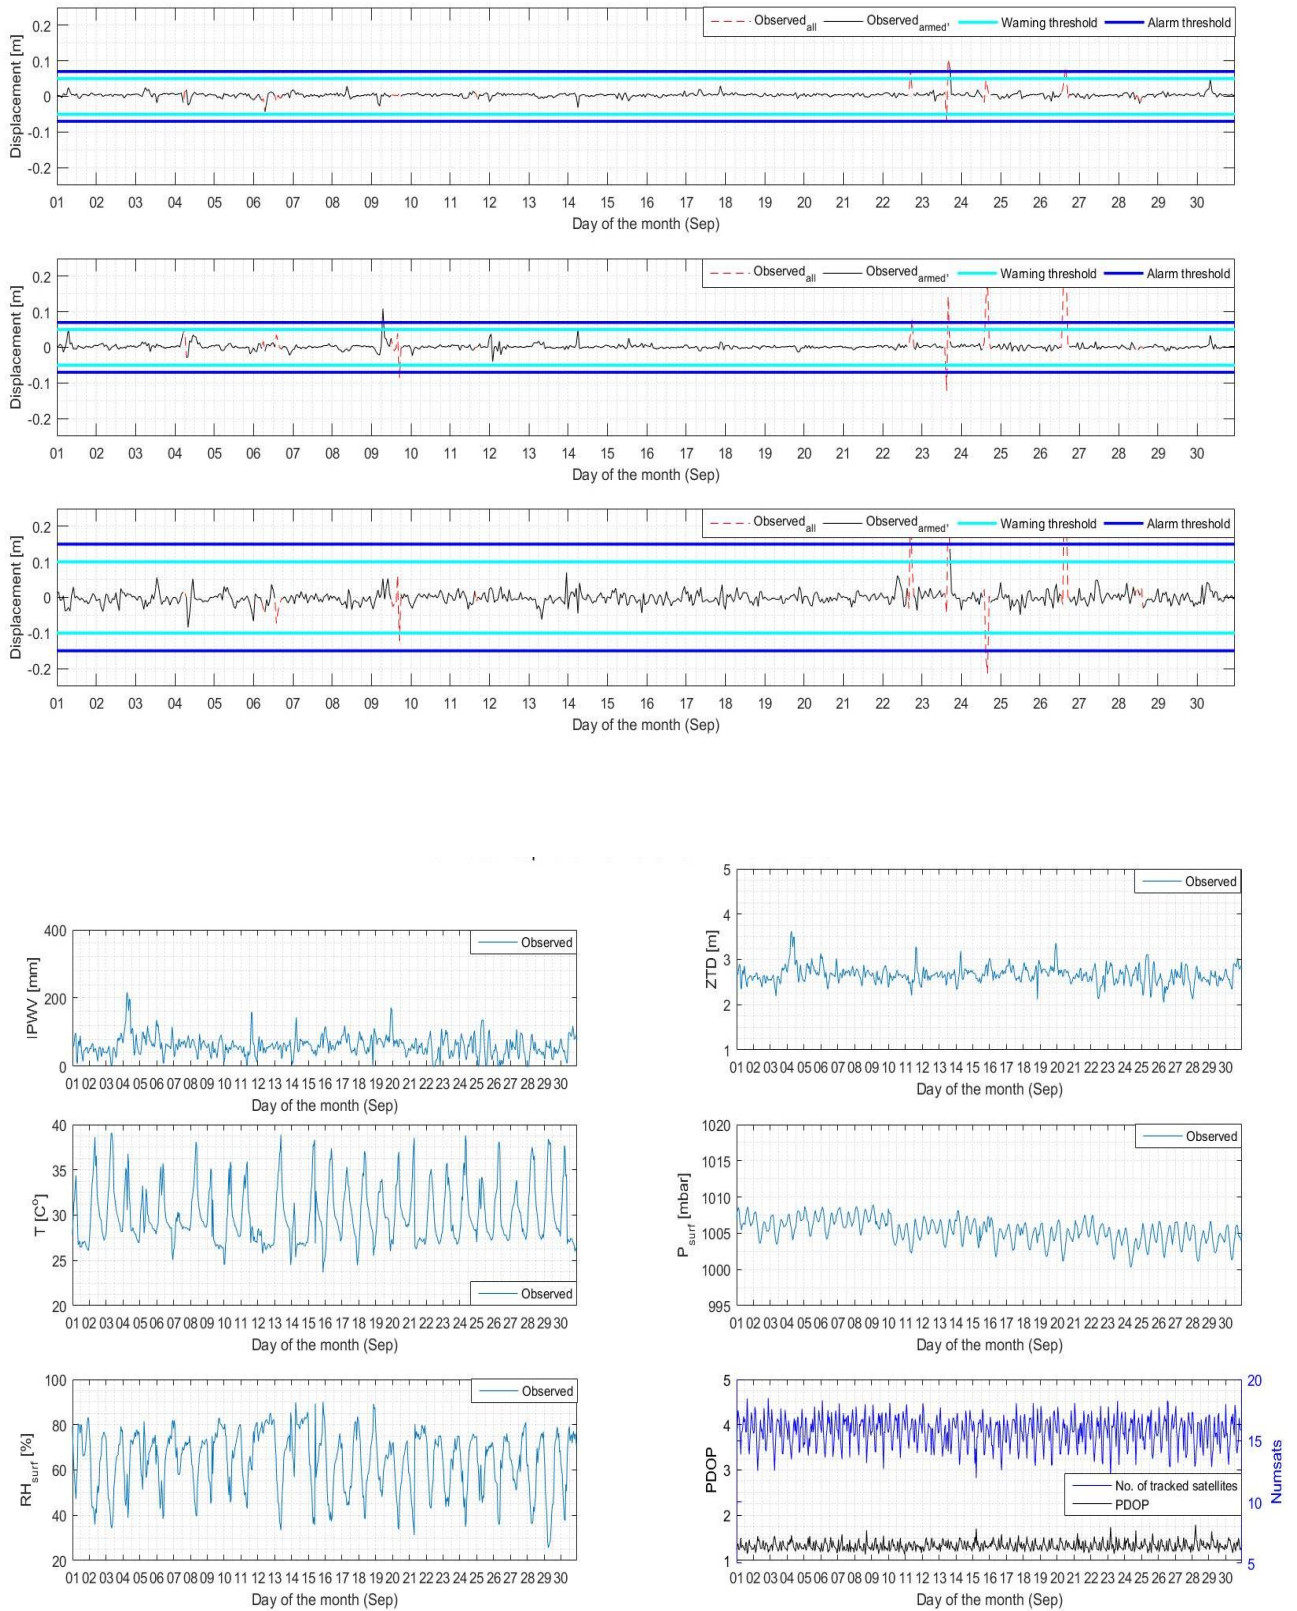 Observed_all Observed_armed, Warning threshold Alarm threshold
0.2
0.1
0
-0.1
-0.2
Displacement [m]
01 02 03 04 05 06 07 08 09 10 11 12 13 14 15 16 17 18 19 20 21 22 23 24 25 26 27 28 29 30
Day of the month (Sep)
Observed_all Observed_armed, Warning threshold Alarm threshold
0.2
0.1
0
-0.1
-0.2
Displacement [m]
01 02 03 04 05 06 07 08 09 10 11 12 13 14 15 16 17 18 19 20 21 22 23 24 25 26 27 28 29 30
Day of the month (Sep)
Observed_all Observed_armed, Warning threshold Alarm threshold
0.2
0.1
0
-0.1
-0.2
Displacement [m]
01 02 03 04 05 06 07 08 09 10 11 12 13 14 15 16 17 18 19 20 21 22 23 24 25 26 27 28 29 30
Day of the month (Sep)
Observed
400
200
0
IPWV [mm]
01 02 03 04 05 06 07 08 09 10 11 12 13 14 15 16 17 18 19 20 21 22 23 24 25 26 27 28 29 30
Day of the month (Sep)
Observed
5
4
3
2
1
ZTD [m]
01 02 03 04 05 06 07 08 09 10 11 12 13 14 15 16 17 18 19 20 21 22 23 24 25 26 27 28 29 30
Day of the month (Sep)
40
35
30
25
20
T [C°]
Observed
01 02 03 04 05 06 07 08 09 10 11 12 13 14 15 16 17 18 19 20 21 22 23 24 25 26 27 28 29 30
Day of the month (Sep)
Observed
1020
1015
1010
1005
1000
995
P_surf [mbar]
01 02 03 04 05 06 07 08 09 10 11 12 13 14 15 16 17 18 19 20 21 22 23 24 25 26 27 28 29 30
Day of the month (Sep)
Observed
100
80
60
40
20
RH_surf [%]
01 02 03 04 05 06 07 08 09 10 11 12 13 14 15 16 17 18 19 20 21 22 23 24 25 26 27 28 29 30
Day of the month (Sep)
5
4
3
2
1
PDOP
20
15
10
5
Numsats
No. of tracked satellites
PDOP
01 02 03 04 05 06 07 08 09 10 11 12 13 14 15 16 17 18 19 20 21 22 23 24 25 26 27 28 29 30
Day of the month (Sep)